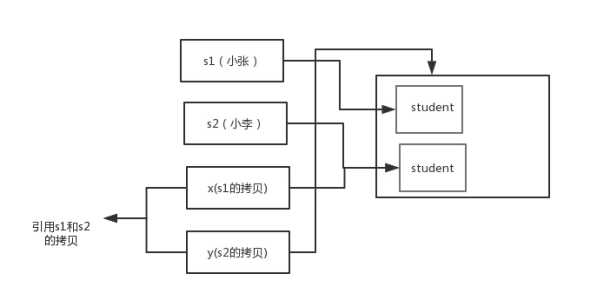 s1（小张）
student
s2（小李）
student
x(s1的拷贝)
引用s1和s2
的拷贝
y(s2的拷贝)